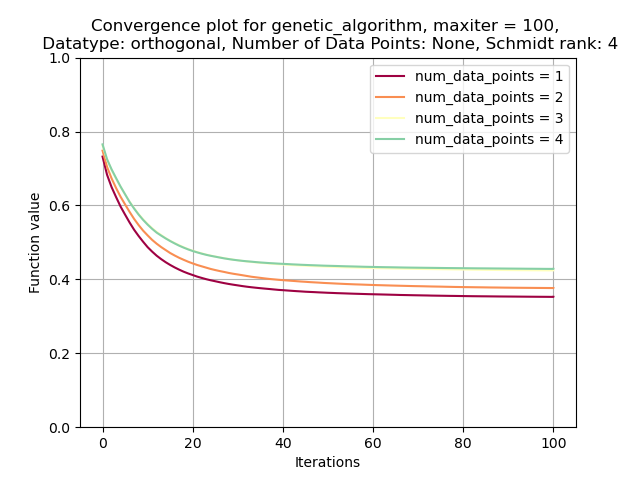 Convergence plot for genetic_algorithm, maxiter = 100,
Datatype: orthogonal, Number of Data Points: None, Schmidt rank: 4
num_data_points = 1
num_data_points = 2
num_data_points = 3
num_data_points = 4
Function value
1.0
0.8
0.6
0.4
0.2
0.0
0 20 40 60 80 100
Iterations